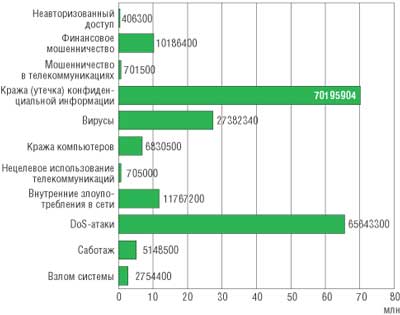 Неавторизованный
доступ
406300
Финансовое
мошенничество
10186400
Мошенничество
в телекоммуникациях
701500
Кража (утечка) конфиден-
циальной информации
70195904
Вирусы
27382340
Кража компьютеров
6830500
Нецелевое использование
телекоммуникаций
705000
Внутренние злоупо-
требления в сети
11767200
DoS-атаки
65643300
Саботаж
5148500
Взлом системы
2754400
0 10 20 30 40 50 60 70 80
млн